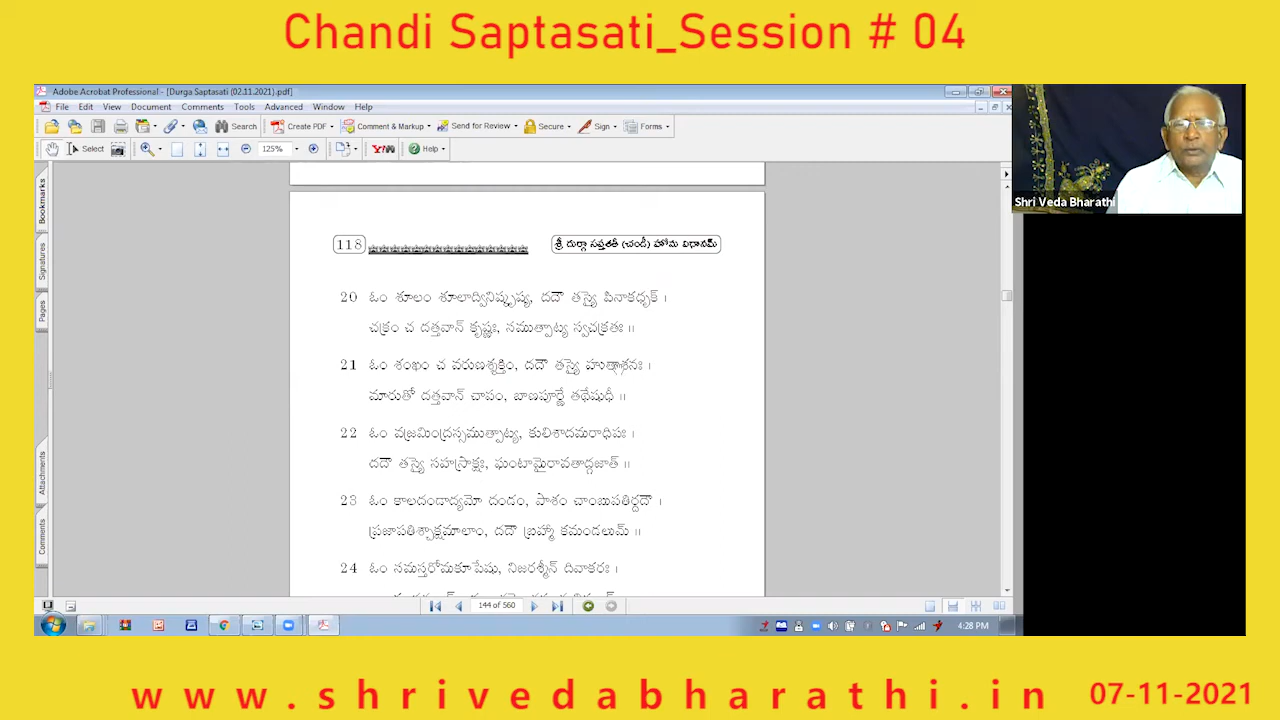 Chandi Saptasati_Session # 04
Adobe Acrobat Professional - [Durga Saptasati (02.11.2021).pdf]
File Edit View Document Comments Tools Advanced Window Help
Search Create PDF Comment & Markup Send for Review Secure Sign Forms
Select 125% Y! Help
Bookmarks
Signatures
Pages
Attachments
Comments
Shri Veda Bharathi
118 శ్రీ దుర్గా సప్తశతీ (చండీ) హోమ విధానమ్
20 ఓం శూలం శూలాద్వినిష్కృష్య, దదౌ తస్యై పినాకధృక్ ।
చక్రం చ దత్తవాన్ కృష్ణః, సముత్పాట్య స్వచక్రతః ॥
21 ఓం శంఖం చ వరుణశ్శక్తిం, దదౌ తస్యై హుతాశనః ।
మారుతో దత్తవాన్ చాపం, బాణపూర్ణే తథేషుధీ ॥
22 ఓం వజ్రమింద్రస్సముత్పాట్య, కులిశాదమరాధిపః ।
దదౌ తస్యై సహస్రాక్షః, ఘంటామైరావతాద్గజాత్ ॥
23 ఓం కాలదండాద్యమో దండం, పాశం చాంబుపతిర్దదౌ ।
ప్రజాపతిశ్చాక్షమాలాం, దదౌ బ్రహ్మా కమండలుమ్ ॥
24 ఓం సమస్తరోమకూపేషు, నిజరశ్మీన్ దివాకరః ।
144 of 560
4:28 PM
www.shrivedabharathi.in 07-11-2021